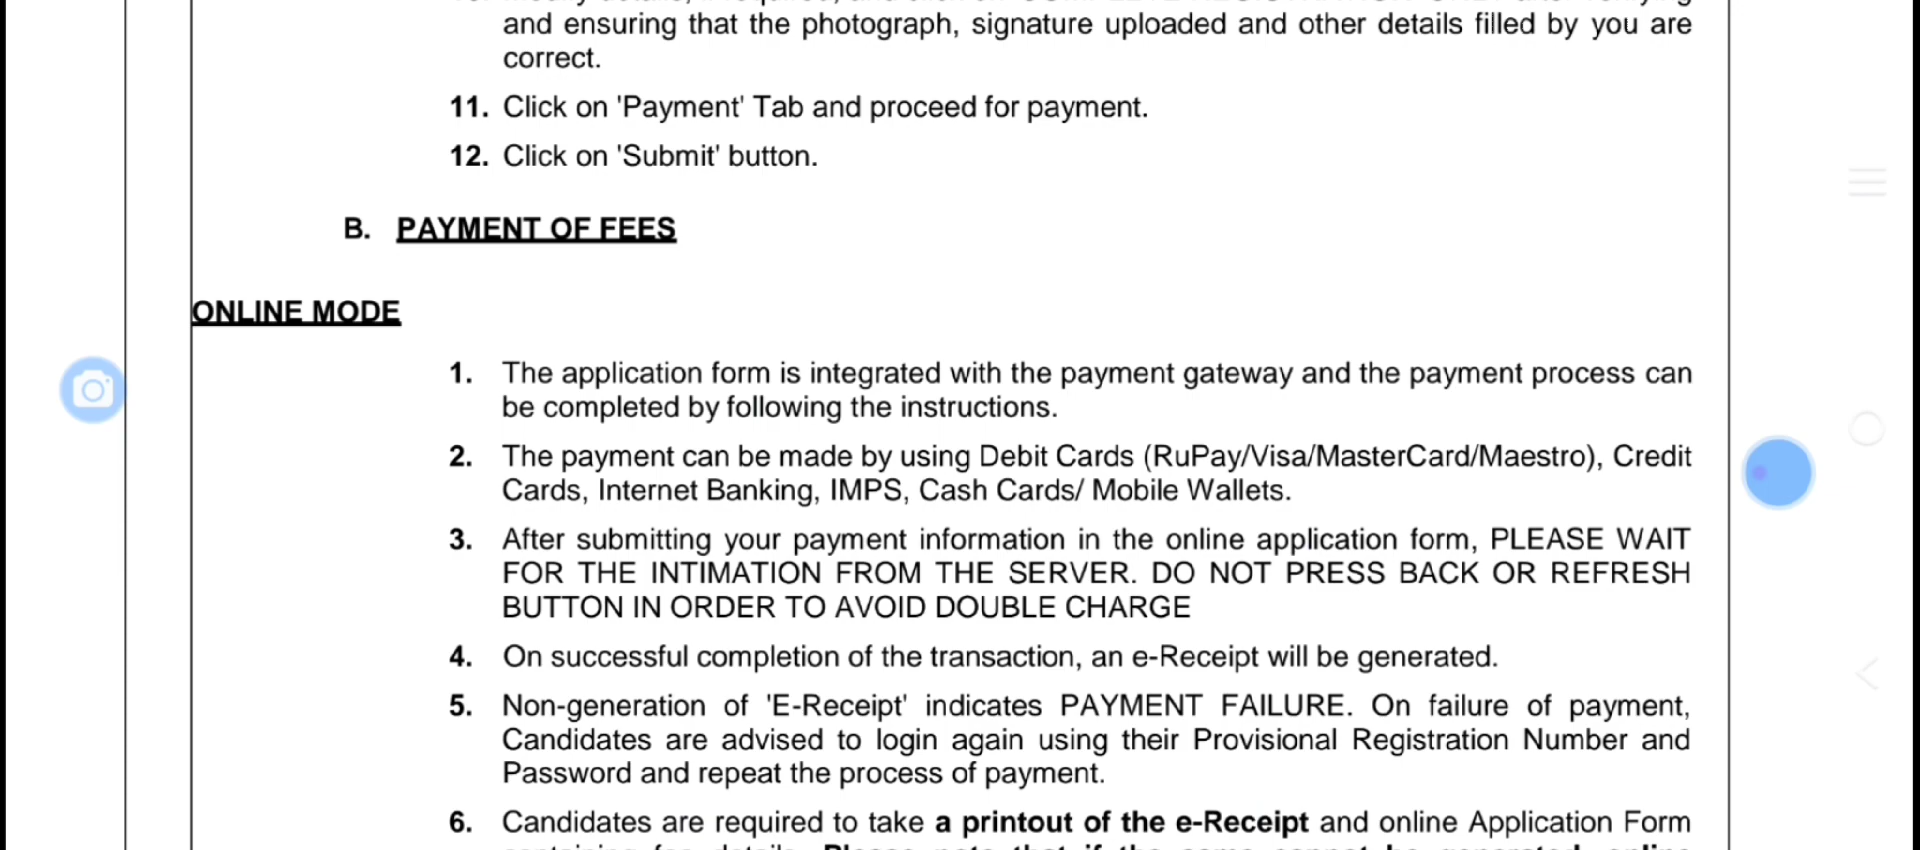 and ensuring that the photograph, signature uploaded and other details filled by you are
correct.
11. Click on 'Payment' Tab and proceed for payment.
12. Click on 'Submit' button.
B. PAYMENT OF FEES
ONLINE MODE
1. The application form is integrated with the payment gateway and the payment process can
be completed by following the instructions.
2. The payment can be made by using Debit Cards (RuPay/Visa/MasterCard/Maestro), Credit
Cards, Internet Banking, IMPS, Cash Cards/ Mobile Wallets.
3. After submitting your payment information in the online application form, PLEASE WAIT
FOR THE INTIMATION FROM THE SERVER. DO NOT PRESS BACK OR REFRESH
BUTTON IN ORDER TO AVOID DOUBLE CHARGE
4. On successful completion of the transaction, an e-Receipt will be generated.
5. Non-generation of 'E-Receipt' indicates PAYMENT FAILURE. On failure of payment,
Candidates are advised to login again using their Provisional Registration Number and
Password and repeat the process of payment.
6. Candidates are required to take a printout of the e-Receipt and online Application Form